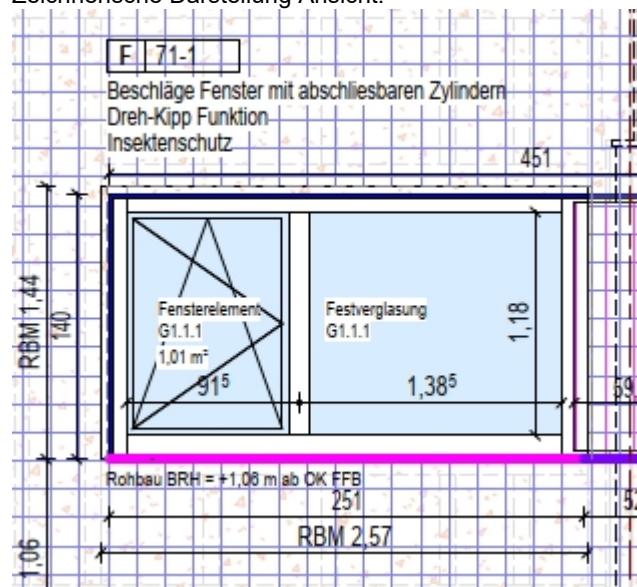 Zeichnerische Darstellung Ansicht:
F 71-1
Beschläge Fenster mit abschliesbaren Zylindern
Dreh-Kipp Funktion
Insektenschutz
451
RBM 1,44
140
Fensterelement
G1.1.1
1,01 m²
Festverglasung
G1.1.1
1,18
91⁵
1,38⁵
59
Rohbau BRH = +1,06 m ab OK FFB
251
52
RBM 2,57
1,06